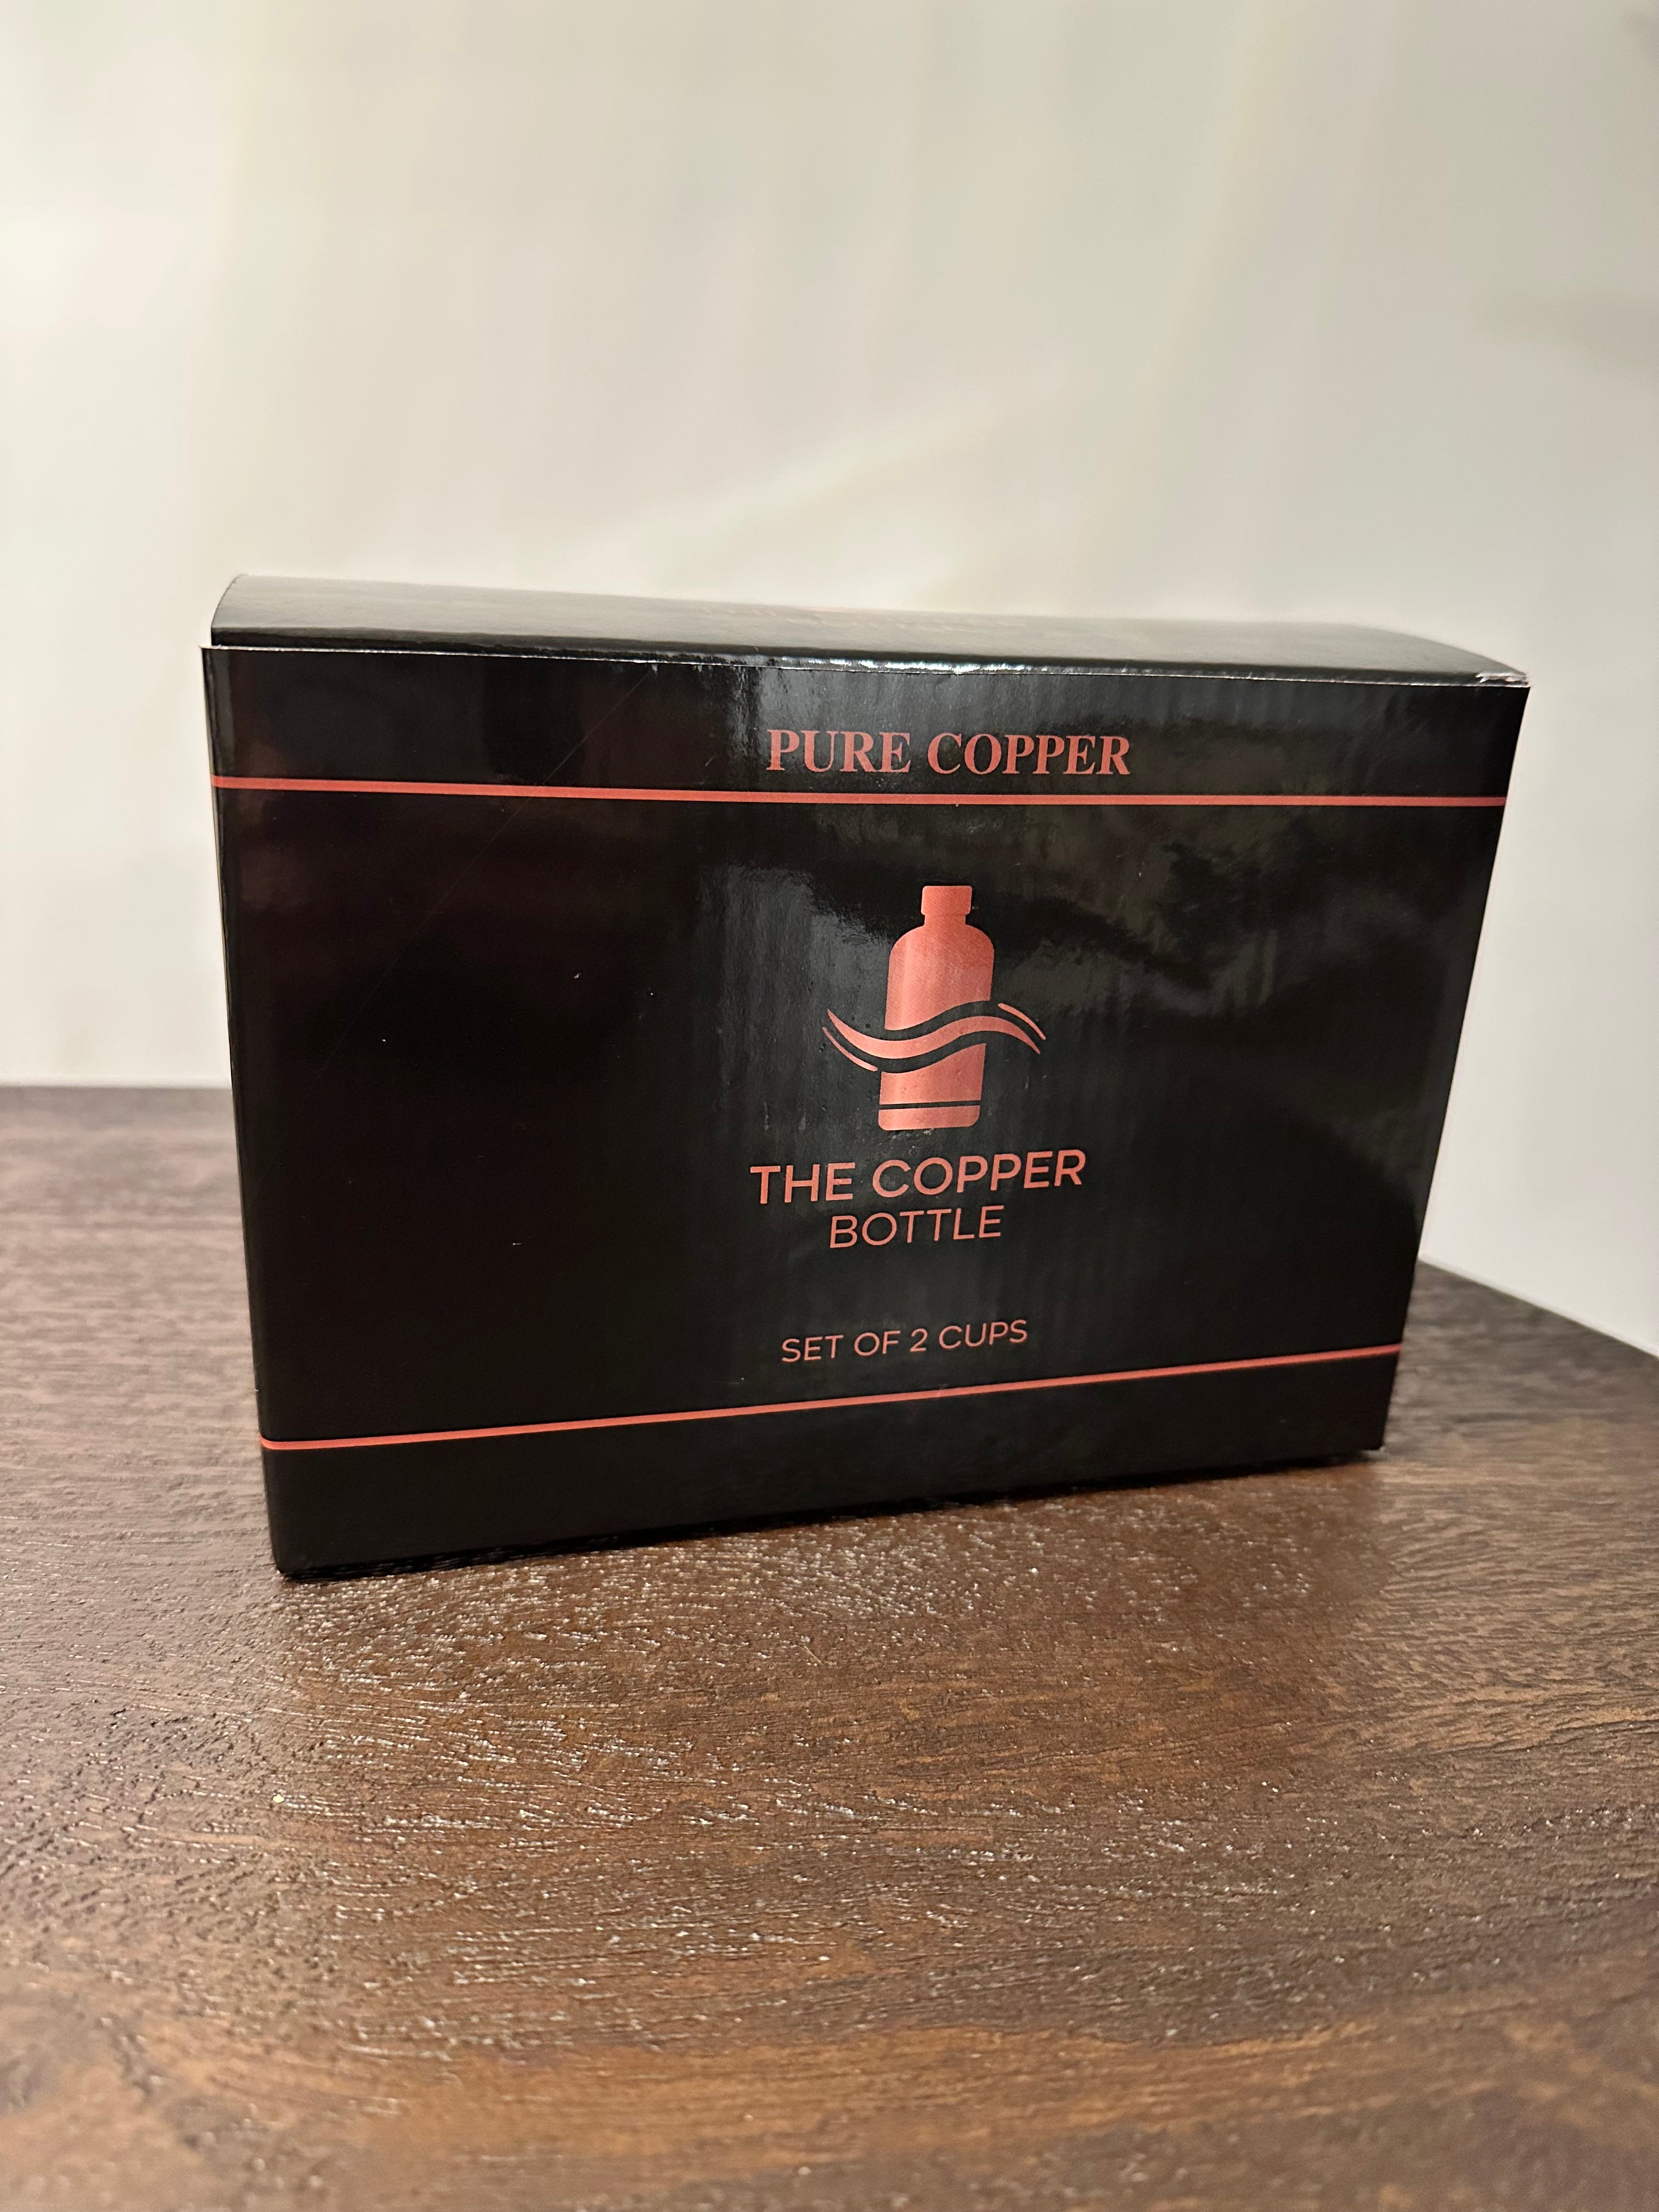 PURE COPPER
THE COPPER
BOTTLE
SET OF 2 CUPS